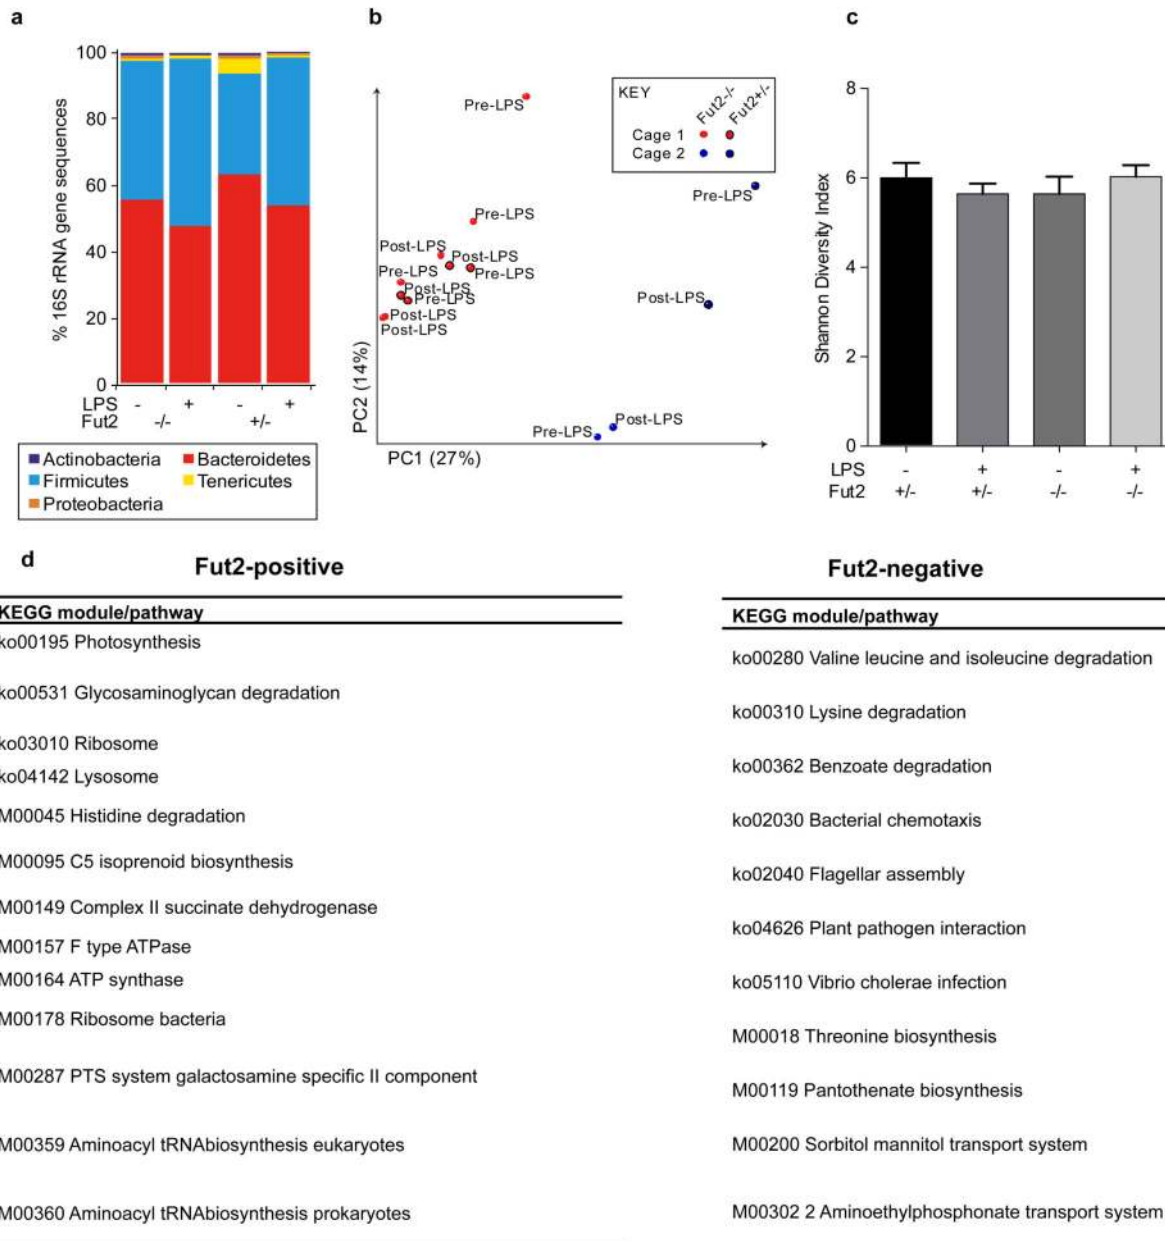 a
100
80
60
40
20
0
% 16S rRNA gene sequences
LPS - + - +
Fut2 -/- +/-
Actinobacteria Bacteroidetes
Firmicutes Tenericutes
Proteobacteria
b
KEY Fut2-/- Fut2+/-
Cage 1
Cage 2
Pre-LPS
Pre-LPS
Pre-LPS
Post-LPS
Post-LPS
Pre-LPS
Pre-LPS
Post-LPS
Pre-LPS
Post-LPS
Post-LPS
Post-LPS
Post-LPS
Pre-LPS
PC2 (14%)
PC1 (27%)
c
8
6
4
2
0
Shannon Diversity Index
LPS - + - +
Fut2 +/- +/- -/- -/-
d
Fut2-positive
KEGG module/pathway
ko00195 Photosynthesis
ko00531 Glycosaminoglycan degradation
ko03010 Ribosome
ko04142 Lysosome
M00045 Histidine degradation
M00095 C5 isoprenoid biosynthesis
M00149 Complex II succinate dehydrogenase
M00157 F type ATPase
M00164 ATP synthase
M00178 Ribosome bacteria
M00287 PTS system galactosamine specific II component
M00359 Aminoacyl tRNAbiosynthesis eukaryotes
M00360 Aminoacyl tRNAbiosynthesis prokaryotes
Fut2-negative
KEGG module/pathway
ko00280 Valine leucine and isoleucine degradation
ko00310 Lysine degradation
ko00362 Benzoate degradation
ko02030 Bacterial chemotaxis
ko02040 Flagellar assembly
ko04626 Plant pathogen interaction
ko05110 Vibrio cholerae infection
M00018 Threonine biosynthesis
M00119 Pantothenate biosynthesis
M00200 Sorbitol mannitol transport system
M00302 2 Aminoethylphosphonate transport system